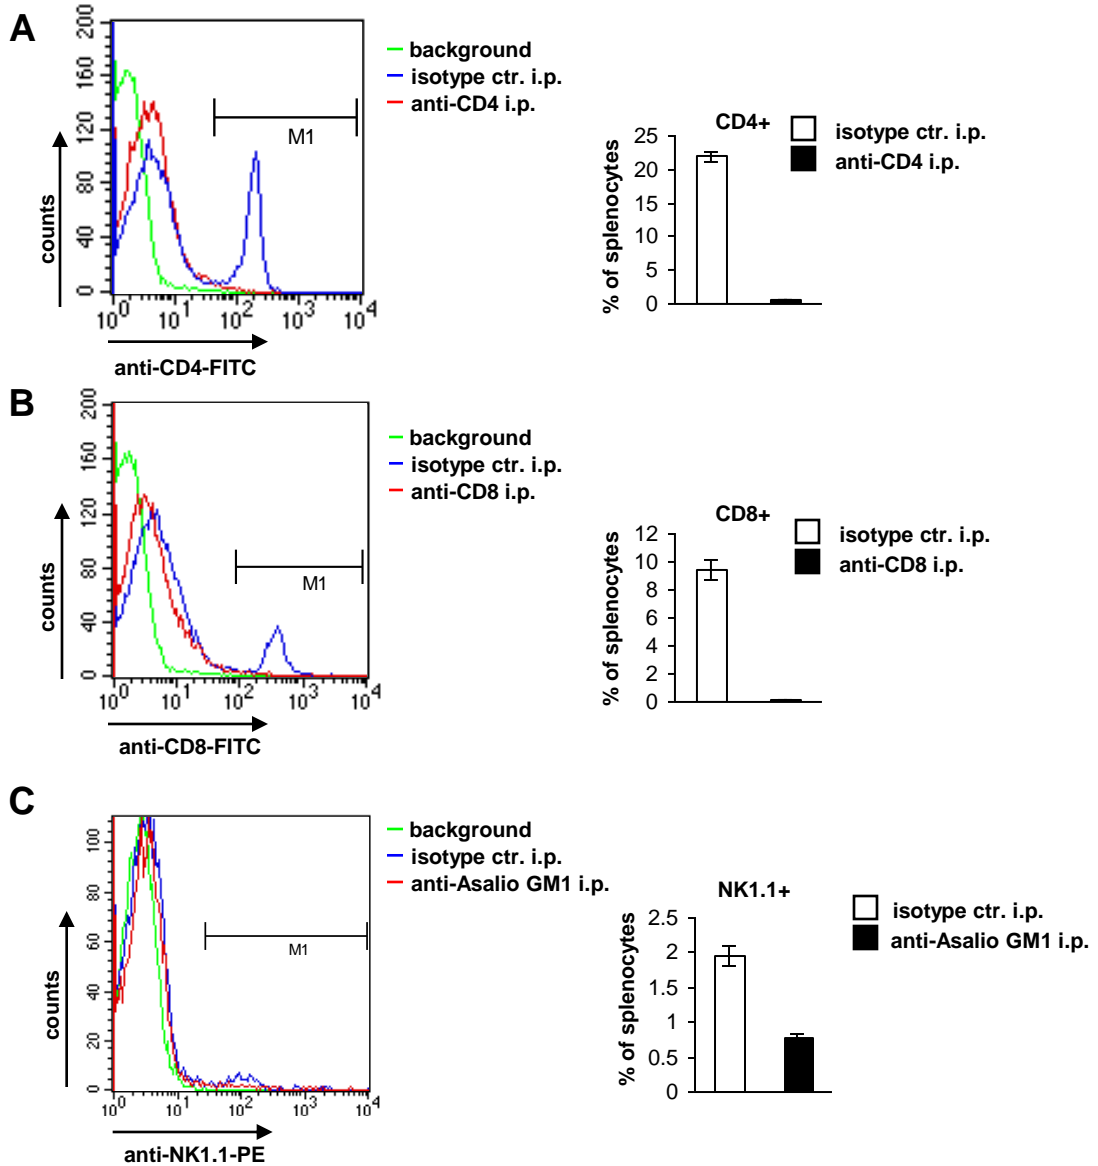 A
200
160
120
80
40
0
counts
M1
10^0 10^1 10^2 10^3 10^4
anti-CD4-FITC
background
isotype ctr. i.p.
anti-CD4 i.p.
CD4+
isotype ctr. i.p.
anti-CD4 i.p.
% of splenocytes
25
20
15
10
5
0
B
200
160
120
80
40
0
counts
M1
10^0 10^1 10^2 10^3 10^4
anti-CD8-FITC
background
isotype ctr. i.p.
anti-CD8 i.p.
CD8+
isotype ctr. i.p.
anti-CD8 i.p.
% of splenocytes
12
10
8
6
4
2
0
C
100
80
60
40
20
0
counts
M1
10^0 10^1 10^2 10^3 10^4
anti-NK1.1-PE
background
isotype ctr. i.p.
anti-Asalio GM1 i.p.
NK1.1+
isotype ctr. i.p.
anti-Asalio GM1 i.p.
% of splenocytes
2.5
2
1.5
1
0.5
0